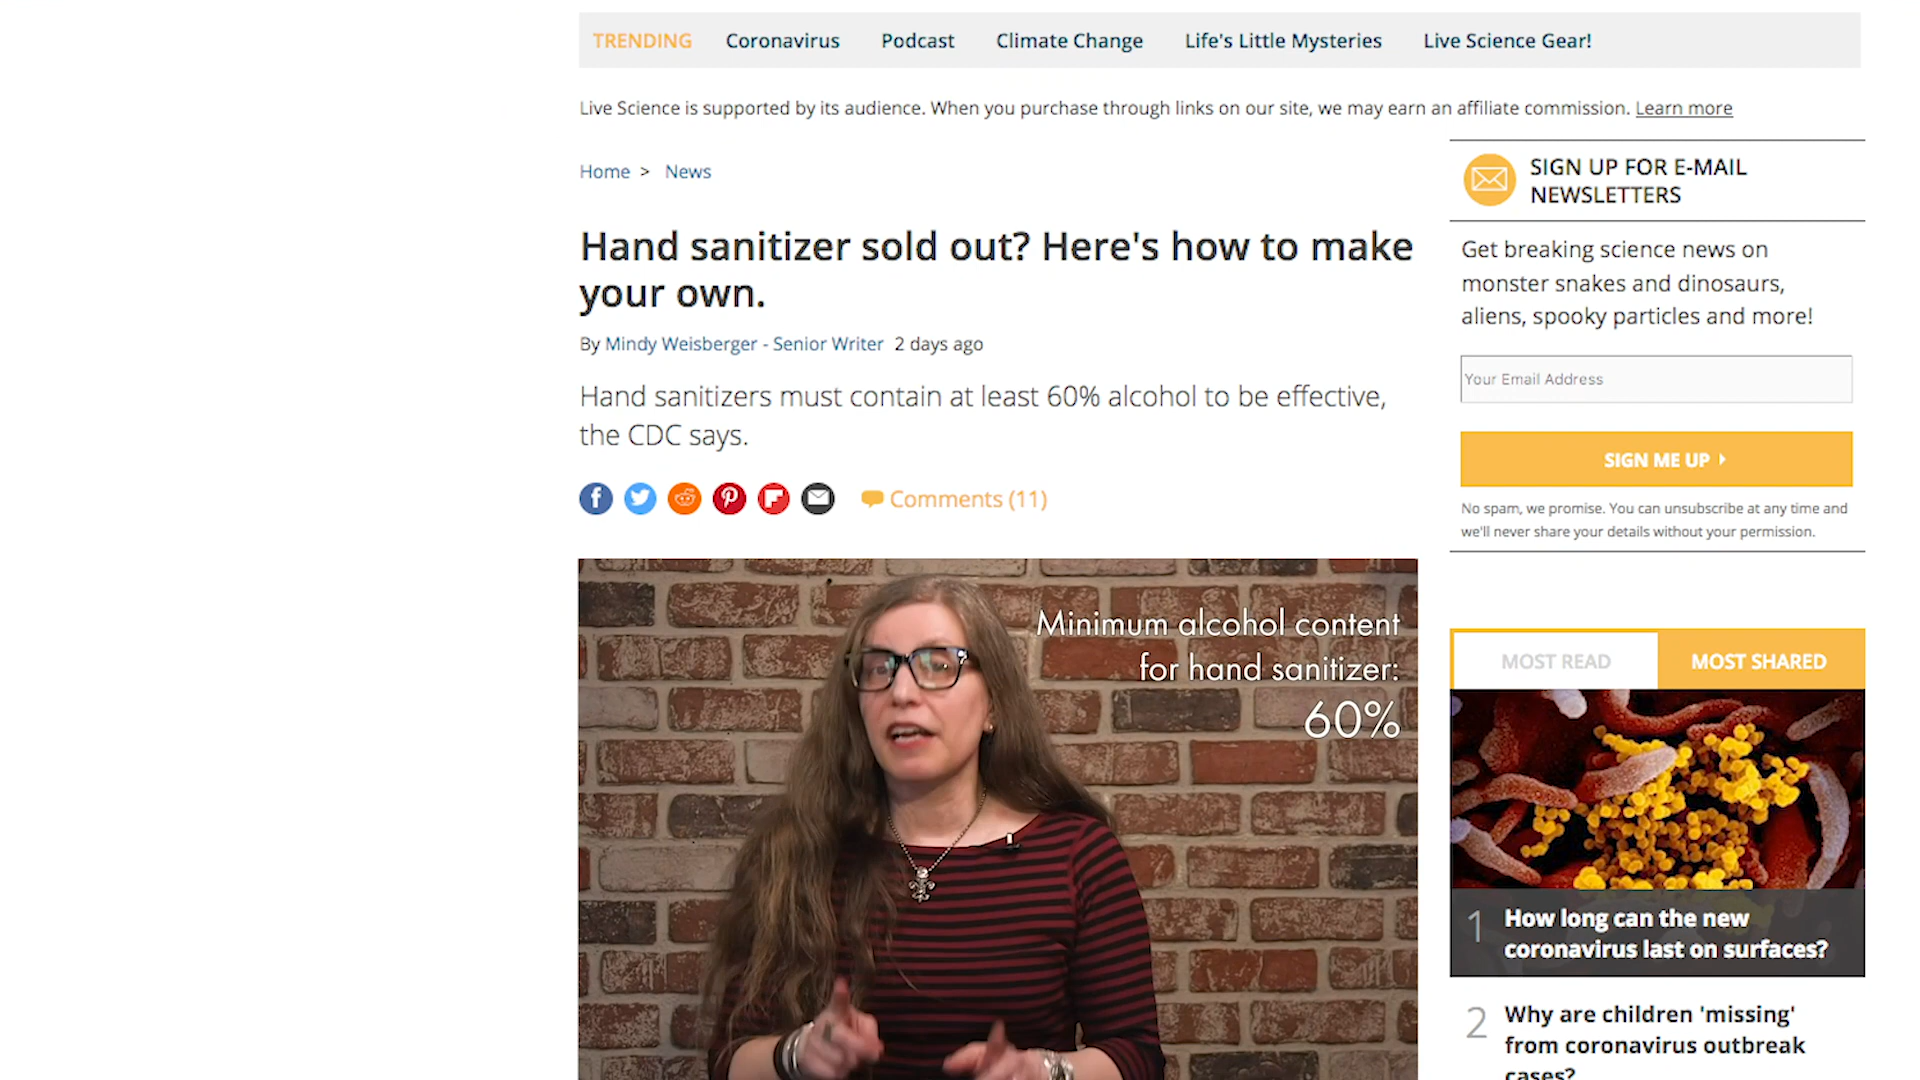 TRENDING Coronavirus Podcast Climate Change Life's Little Mysteries Live Science Gear!
Live Science is supported by its audience. When you purchase through links on our site, we may earn an affiliate commission. Learn more
Home > News
Hand sanitizer sold out? Here's how to make
your own.
By Mindy Weisberger - Senior Writer 2 days ago
Hand sanitizers must contain at least 60% alcohol to be effective,
the CDC says.
Comments (11)
Minimum alcohol content
for hand sanitizer:
60%
SIGN UP FOR E-MAIL
NEWSLETTERS
Get breaking science news on
monster snakes and dinosaurs,
aliens, spooky particles and more!
Your Email Address
SIGN ME UP
No spam, we promise. You can unsubscribe at any time and
we'll never share your details without your permission.
MOST READ MOST SHARED
1 How long can the new
coronavirus last on surfaces?
2 Why are children 'missing'
from coronavirus outbreak
cases?